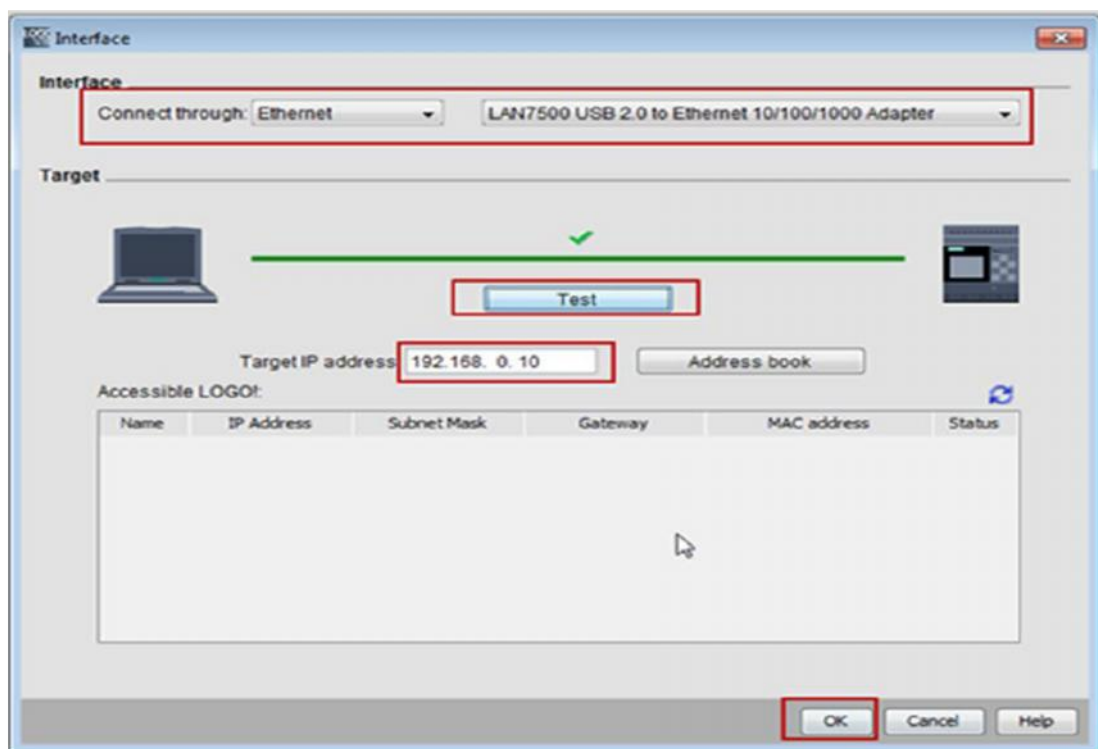 Interface
Interface
Connect through: Ethernet LAN7500 USB 2.0 to Ethernet 10/100/1000 Adapter
Target
Test
Target IP address 192.168. 0. 10 Address book
Accessible LOGO!:
Name IP Address Subnet Mask Gateway MAC address Status
OK Cancel Help